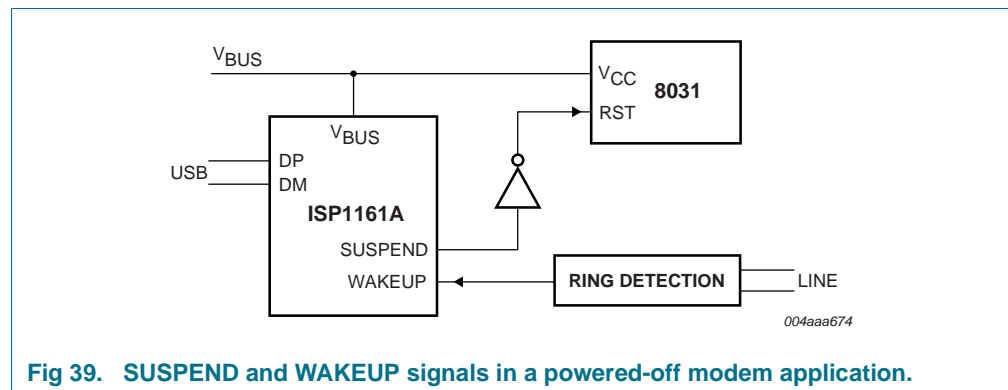 VBUS
VCC
8031
RST
VBUS
DP
USB
DM
ISP1161A
SUSPEND
WAKEUP
RING DETECTION
LINE
004aaa674
Fig 39. SUSPEND and WAKEUP signals in a powered-off modem application.